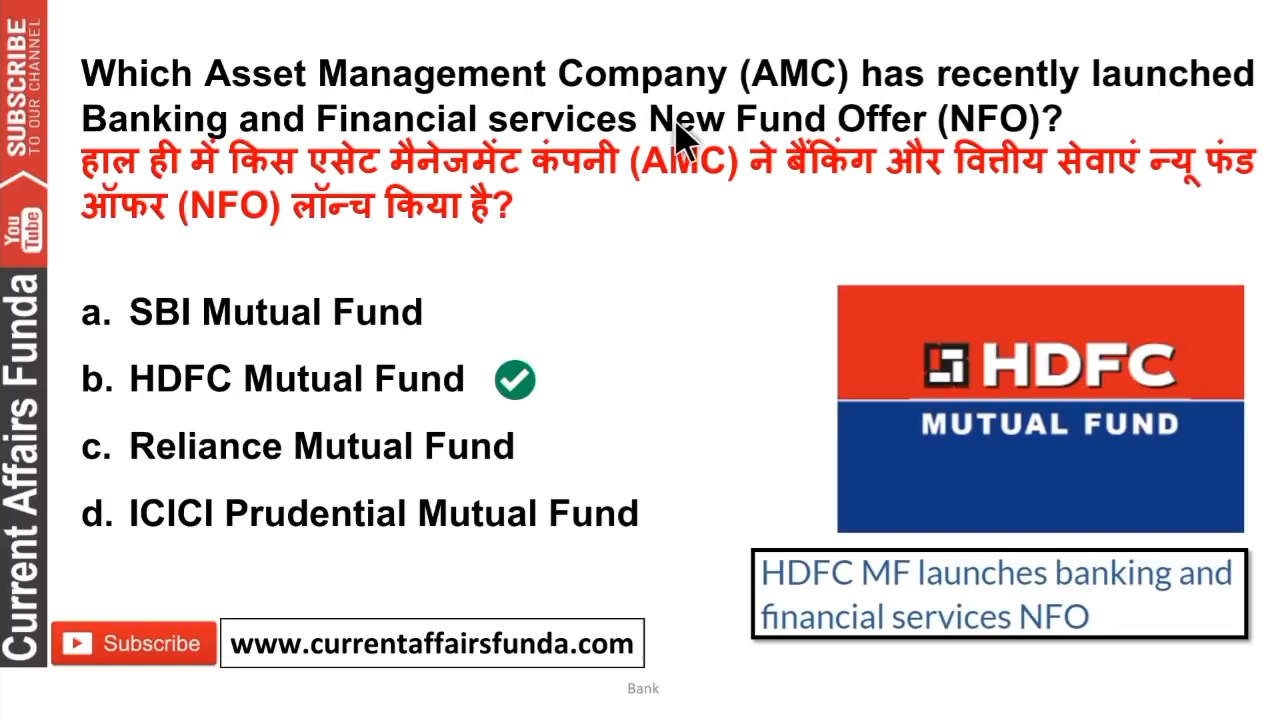 SUBSCRIBE
TO OUR CHANNEL
You
Tube
Current Affairs Funda
Which Asset Management Company (AMC) has recently launched
Banking and Financial services New Fund Offer (NFO)?
हाल ही में किस एसेट मैनेजमेंट कंपनी (AMC) ने बैंकिंग और वित्तीय सेवाएं न्यू फंड
ऑफर (NFO) लॉन्च किया है?
a. SBI Mutual Fund
b. HDFC Mutual Fund
c. Reliance Mutual Fund
d. ICICI Prudential Mutual Fund
HDFC
MUTUAL FUND
HDFC MF launches banking and
financial services NFO
Subscribe
www.currentaffairsfunda.com
Bank